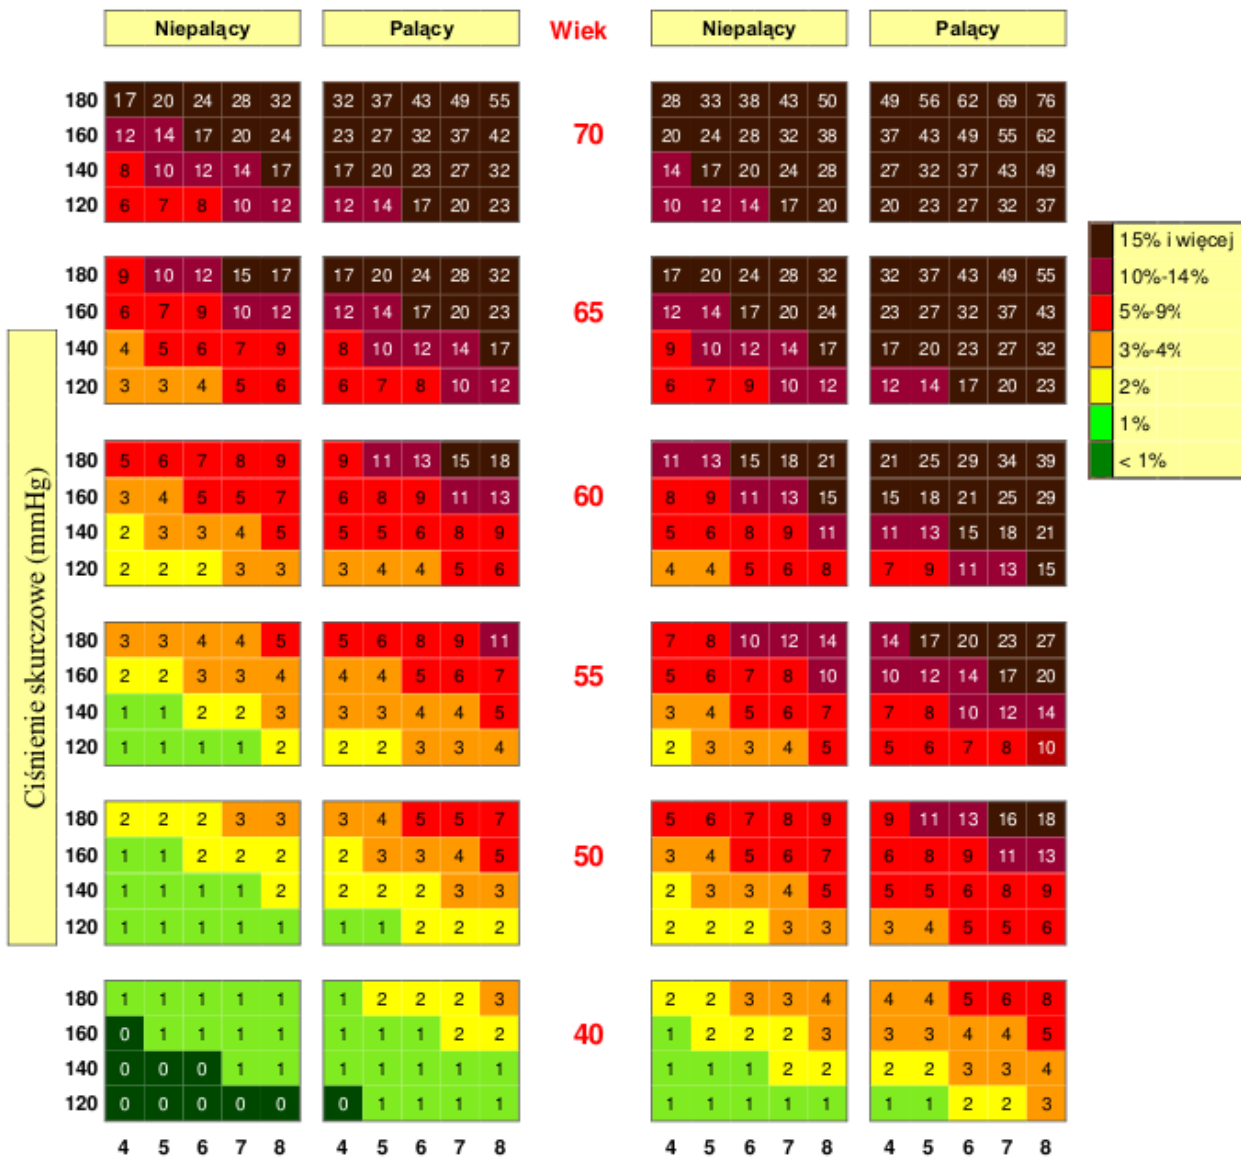 Niepalący Palący Wiek Niepalący Palący
180 17 20 24 28 32 32 37 43 49 55 28 33 38 43 50 49 56 62 69 76
160 12 14 17 20 24 23 27 32 37 42 70 20 24 28 32 38 37 43 49 55 62
140 8 10 12 14 17 17 20 23 27 32 14 17 20 24 28 27 32 37 43 49
120 6 7 8 10 12 12 14 17 20 23 10 12 14 17 20 20 23 27 32 37
15% i więcej
10%-14%
5%-9%
3%-4%
2%
1%
< 1%
180 9 10 12 15 17 17 20 24 28 32 17 20 24 28 32 32 37 43 49 55
160 6 7 9 10 12 12 14 17 20 23 65 12 14 17 20 24 23 27 32 37 43
140 4 5 6 7 9 8 10 12 14 17 9 10 12 14 17 17 20 23 27 32
120 3 3 4 5 6 6 7 8 10 12 6 7 9 10 12 12 14 17 20 23
Ciśnienie skurczowe (mmHg)
180 5 6 7 8 9 9 11 13 15 18 11 13 15 18 21 21 25 29 34 39
160 3 4 5 5 7 6 8 9 11 13 60 8 9 11 13 15 15 18 21 25 29
140 2 3 3 4 5 5 5 6 8 9 5 6 8 9 11 11 13 15 18 21
120 2 2 2 3 3 3 4 4 5 6 4 4 5 6 8 7 9 11 13 15
180 3 3 4 4 5 5 6 8 9 11 7 8 10 12 14 14 17 20 23 27
160 2 2 3 3 4 4 4 5 6 7 55 5 6 7 8 10 10 12 14 17 20
140 1 1 2 2 3 3 3 4 4 5 3 4 5 6 7 7 8 10 12 14
120 1 1 1 1 2 2 2 3 3 4 2 3 3 4 5 5 6 7 8 10
180 2 2 2 3 3 3 4 5 5 7 5 6 7 8 9 9 11 13 16 18
160 1 1 2 2 2 2 3 3 4 5 50 3 4 5 6 7 6 8 9 11 13
140 1 1 1 1 2 2 2 2 3 3 2 3 3 4 5 5 5 6 8 9
120 1 1 1 1 1 1 1 2 2 2 2 2 2 3 3 3 4 5 5 6
180 1 1 1 1 1 1 2 2 2 3 2 2 3 3 4 4 4 5 6 8
160 0 1 1 1 1 1 1 1 2 2 40 1 2 2 2 3 3 3 4 4 5
140 0 0 0 1 1 1 1 1 1 1 1 1 1 2 2 2 2 3 3 4
120 0 0 0 0 0 0 1 1 1 1 1 1 1 1 1 1 1 2 2 3
4 5 6 7 8 4 5 6 7 8 4 5 6 7 8 4 5 6 7 8